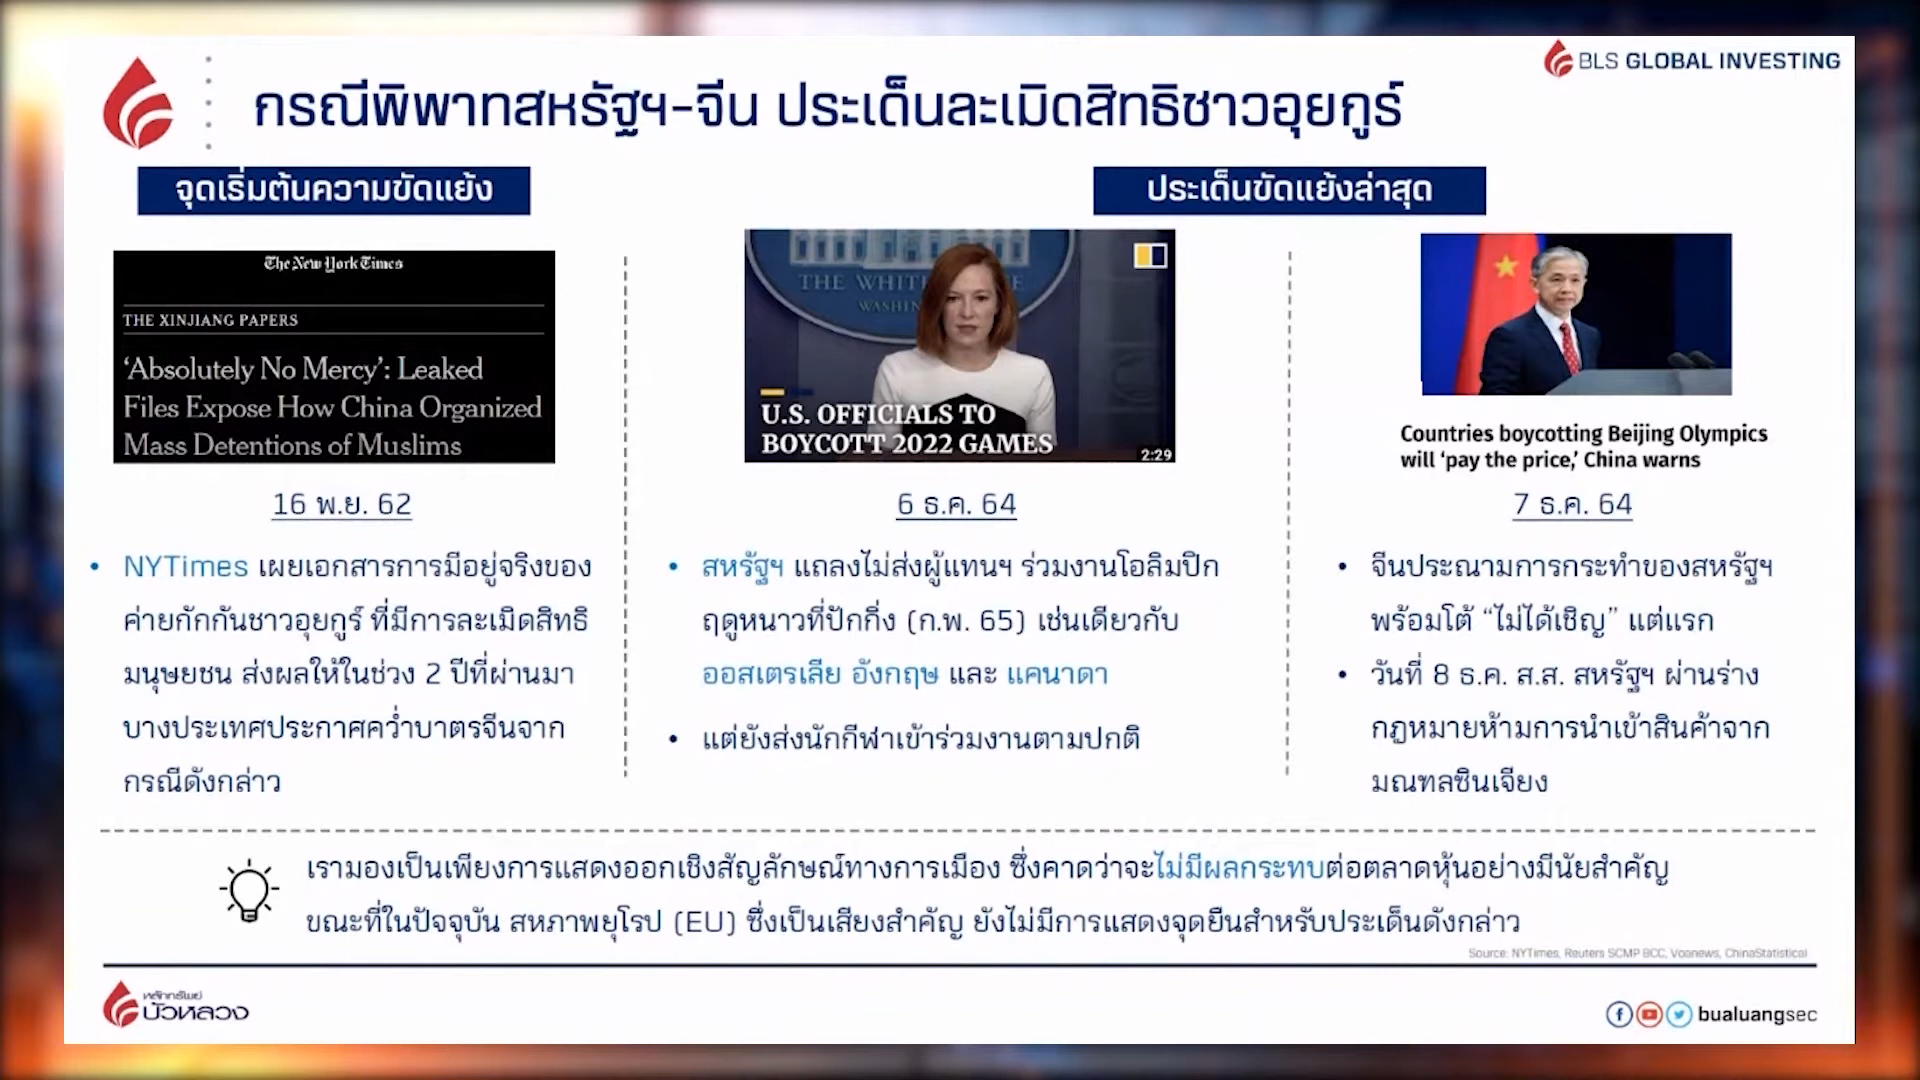 BLS GLOBAL INVESTING
กรณีพิพาทสหรัฐฯ-จีน ประเด็นละเมิดสิทธิชาวอุยกูร์
จุดเริ่มต้นความขัดแย้ง
The New York Times
THE XINJIANG PAPERS
‘Absolutely No Mercy’: Leaked
Files Expose How China Organized
Mass Detentions of Muslims
16 พ.ย. 62
• NYTimes เผยเอกสารการมีอยู่จริงของ
ค่ายกักกันชาวอุยกูร์ ที่มีการละเมิดสิทธิ
มนุษยชน ส่งผลให้ในช่วง 2 ปีที่ผ่านมา
บางประเทศประกาศคว่ำบาตรจีนจาก
กรณีดังกล่าว
ประเด็นขัดแย้งล่าสุด
THE WHITE
WASHIN
U.S. OFFICIALS TO
BOYCOTT 2022 GAMES
2:29
6 ธ.ค. 64
• สหรัฐฯ แถลงไม่ส่งผู้แทนฯ ร่วมงานโอลิมปิก
ฤดูหนาวที่ปักกิ่ง (ก.พ. 65) เช่นเดียวกับ
ออสเตรเลีย อังกฤษ และ แคนาดา
• แต่ยังส่งนักกีฬาเข้าร่วมงานตามปกติ
Countries boycotting Beijing Olympics
will ‘pay the price,’ China warns
7 ธ.ค. 64
• จีนประณามการกระทำของสหรัฐฯ
พร้อมโต้ “ไม่ได้เชิญ” แต่แรก
• วันที่ 8 ธ.ค. ส.ส. สหรัฐฯ ผ่านร่าง
กฎหมายห้ามการนำเข้าสินค้าจาก
มณฑลซินเจียง
เรามองเป็นเพียงการแสดงออกเชิงสัญลักษณ์ทางการเมือง ซึ่งคาดว่าจะไม่มีผลกระทบต่อตลาดหุ้นอย่างมีนัยสำคัญ
ขณะที่ในปัจจุบัน สหภาพยุโรป (EU) ซึ่งเป็นเสียงสำคัญ ยังไม่มีการแสดงจุดยืนสำหรับประเด็นดังกล่าว
Source: NYTimes, Reuters SCMP BCC, Voanews, ChinaStatistical
หลักทรัพย์
บัวหลวง
bualuangsec